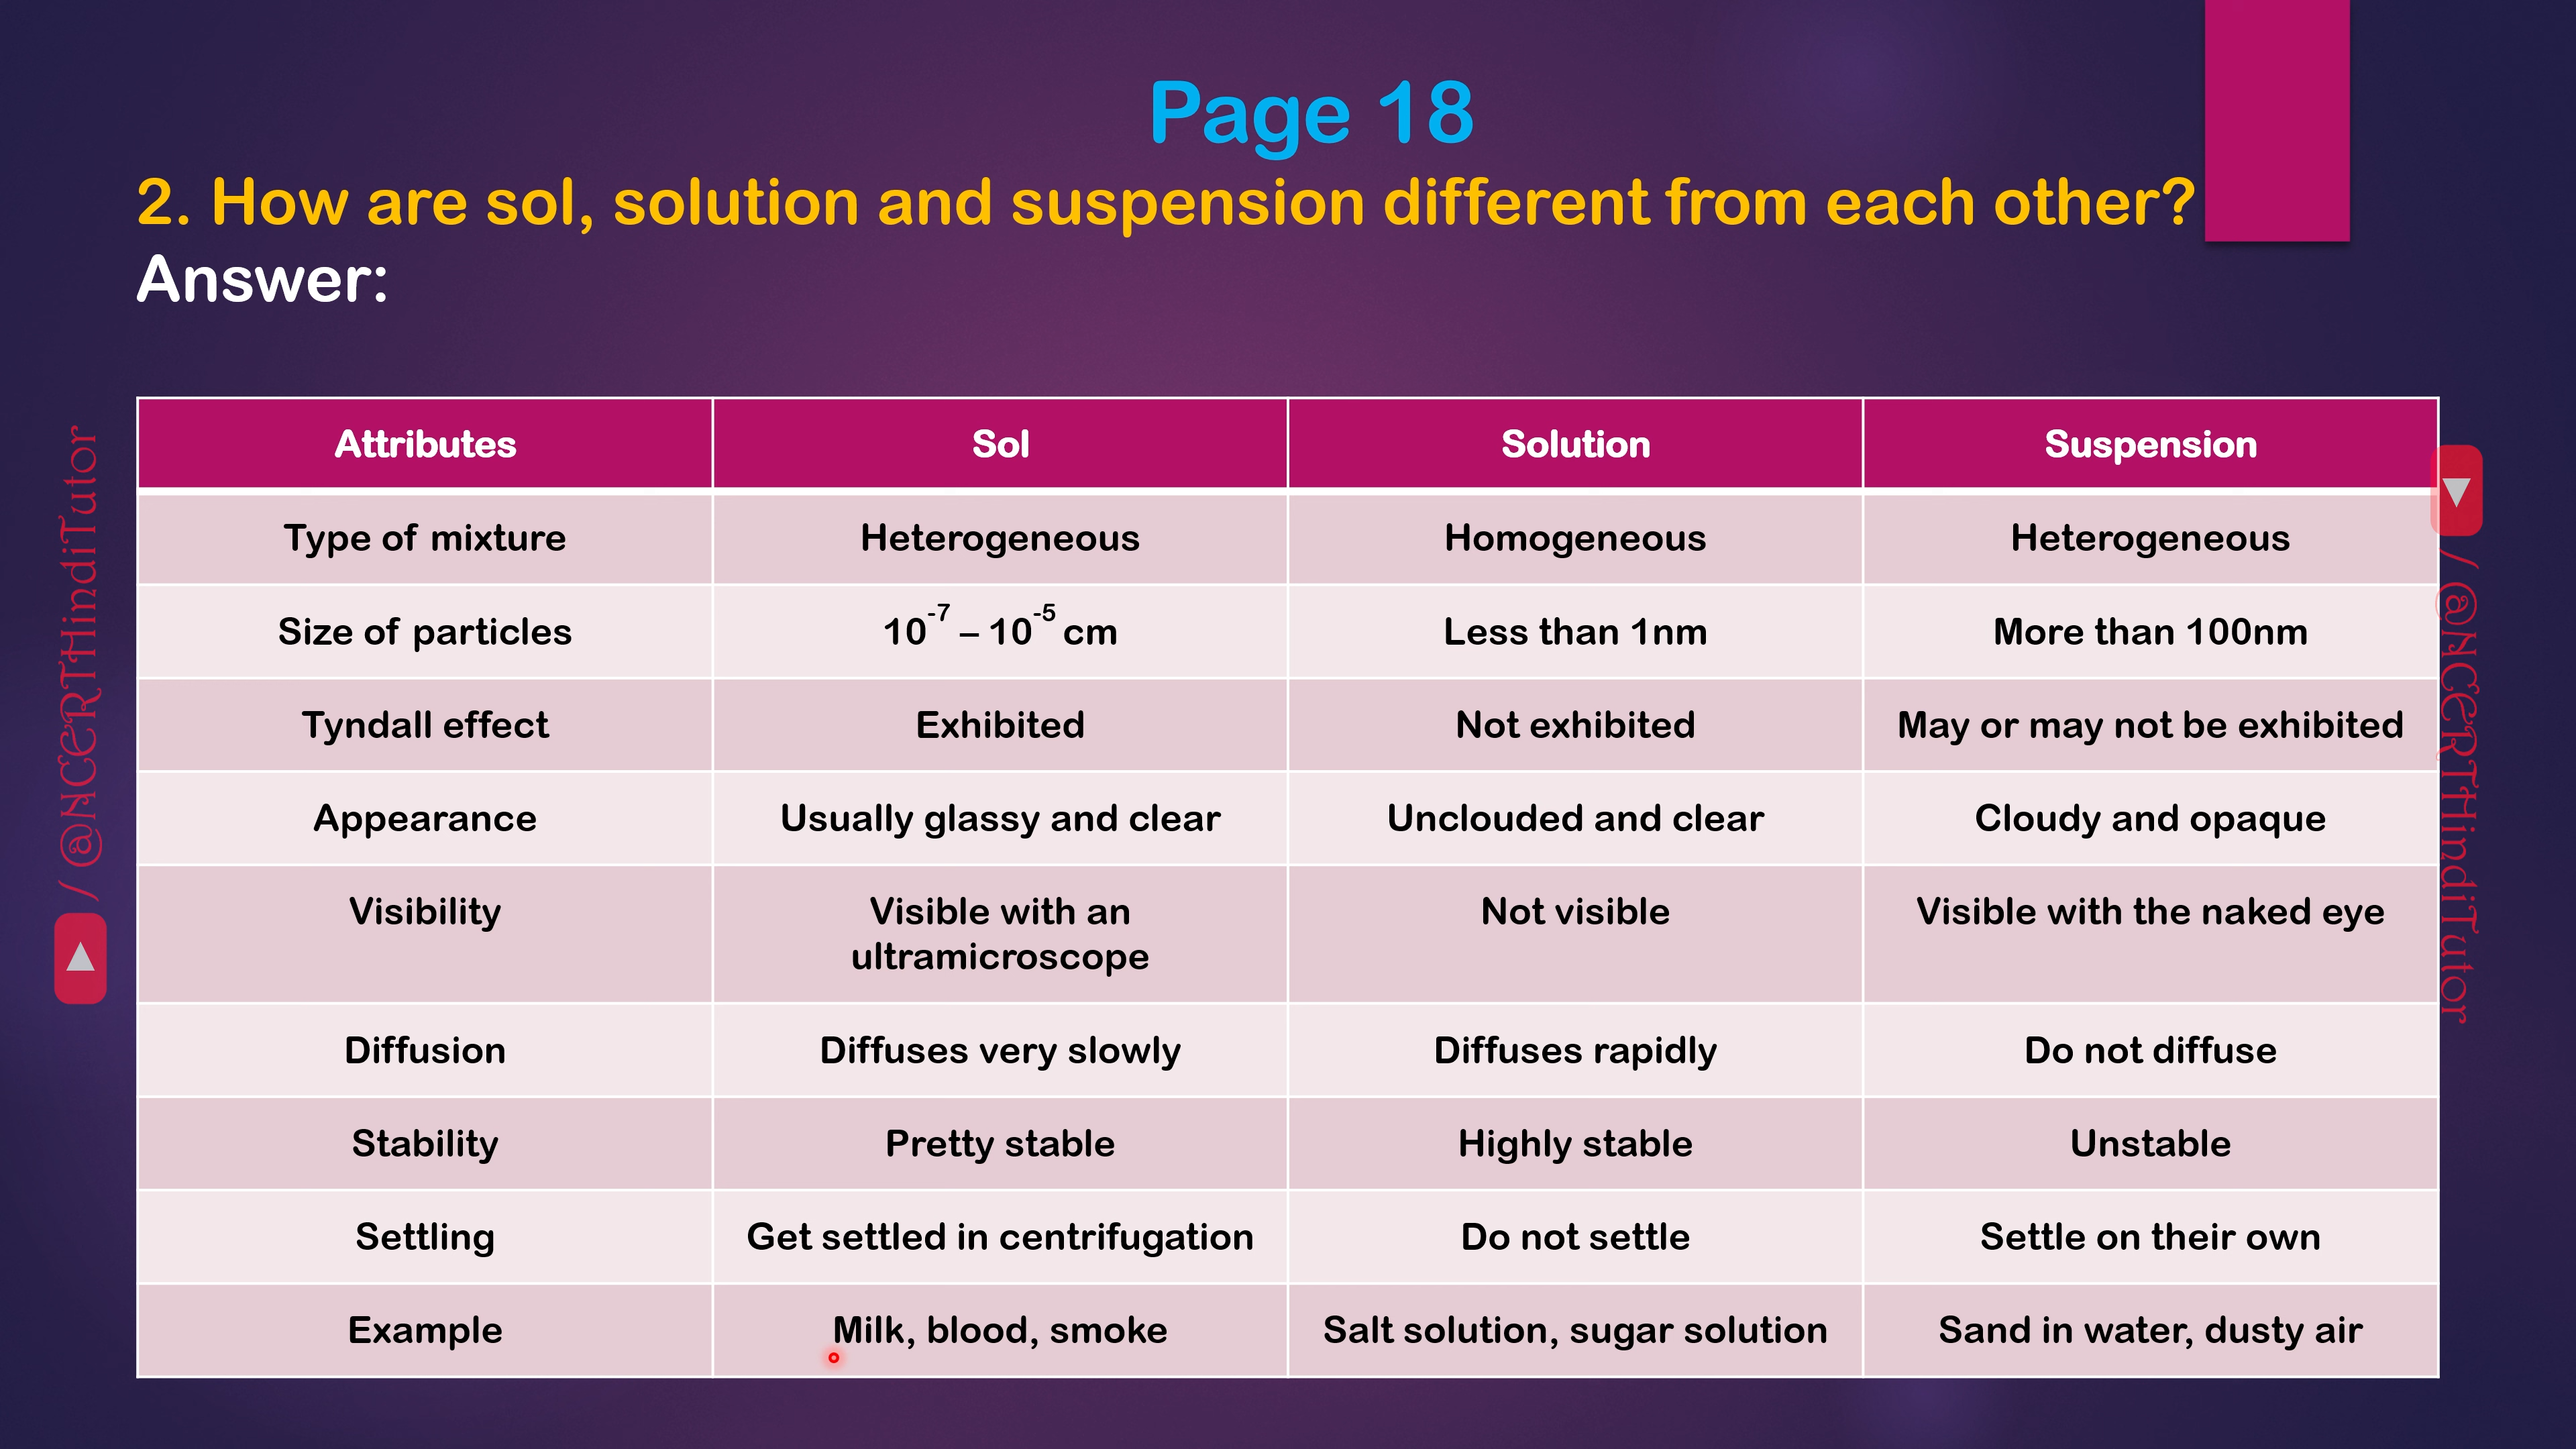 Page 18
2. How are sol, solution and suspension different from each other?
Answer:
Attributes Sol Solution Suspension
Type of mixture Heterogeneous Homogeneous Heterogeneous
Size of particles 10⁻⁷ – 10⁻⁵ cm Less than 1nm More than 100nm
Tyndall effect Exhibited Not exhibited May or may not be exhibited
Appearance Usually glassy and clear Unclouded and clear Cloudy and opaque
Visibility Visible with an Not visible Visible with the naked eye
ultramicroscope
Diffusion Diffuses very slowly Diffuses rapidly Do not diffuse
Stability Pretty stable Highly stable Unstable
Settling Get settled in centrifugation Do not settle Settle on their own
Example Milk, blood, smoke Salt solution, sugar solution Sand in water, dusty air
/ @NCERTHindiTutor
/ @NCERTHindiTutor